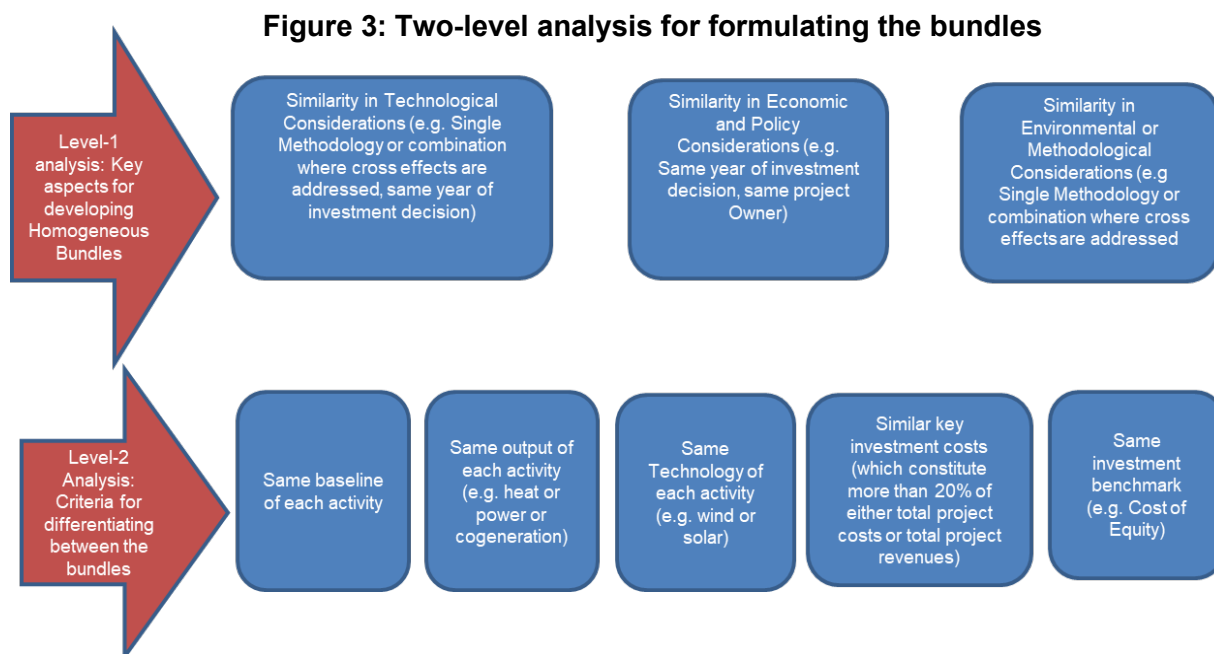 Figure 3: Two-level analysis for formulating the bundles
Level-1
analysis: Key
aspects for
developing
Homogeneous
Bundles
Similarity in Technological
Considerations (e.g. Single
Methodology or combination
where cross effects are
addressed, same year of
investment decision)
Similarity in Economic
and Policy
Considerations (e.g.
Same year of investment
decision, same project
Owner)
Similarity in
Environmental or
Methodological
Considerations (e.g
Single Methodology or
combination where cross
effects are addressed
Level-2
Analysis:
Criteria for
differentiating
between the
bundles
Same baseline
of each activity
Same output of
each activity
(e.g. heat or
power or
cogeneration)
Same
Technology of
each activity
(e.g. wind or
solar)
Similar key
investment costs
(which constitute
more than 20% of
either total project
costs or total project
revenues)
Same
investment
benchmark
(e.g. Cost of
Equity)